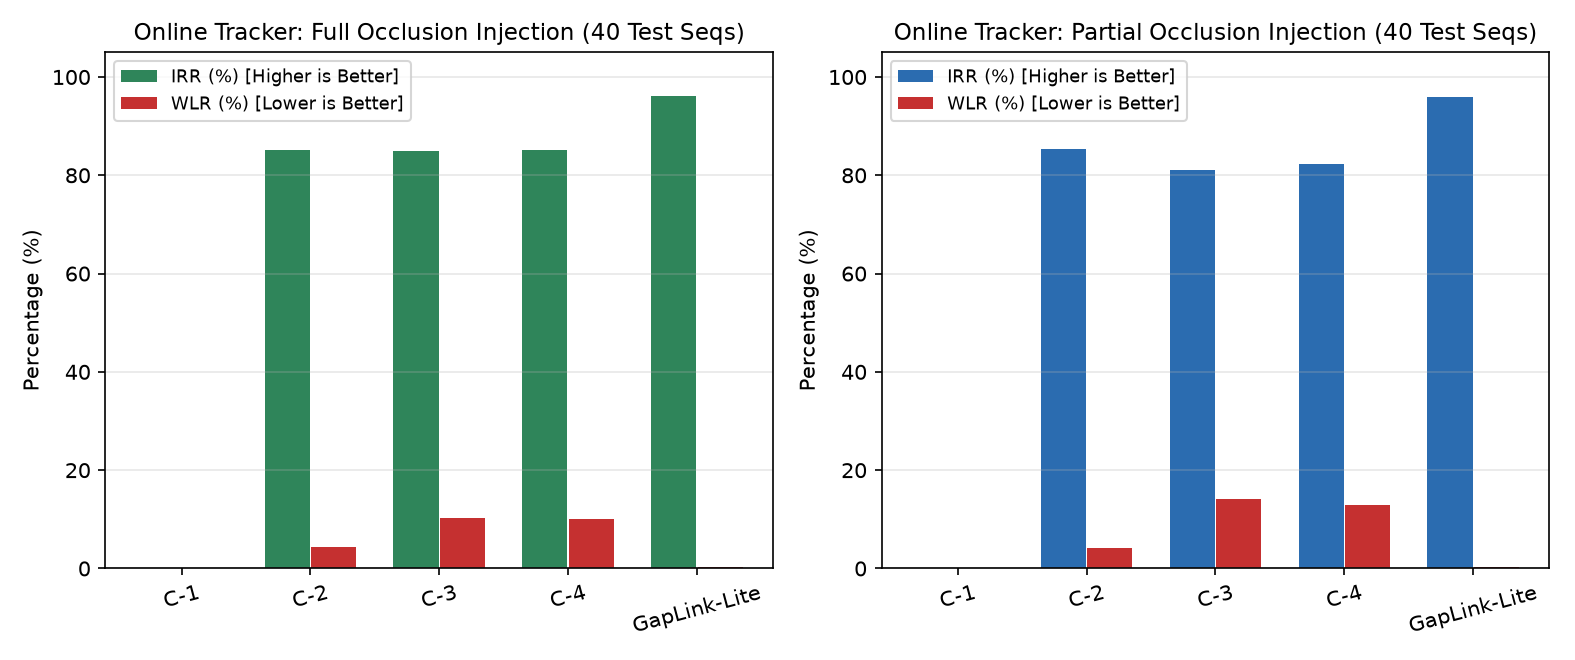 Online Tracker: Full Occlusion Injection (40 Test Seqs)
IRR (%) [Higher is Better]
WLR (%) [Lower is Better]
Percentage (%)
100
80
60
40
20
0
C-1
C-2
C-3
C-4
GapLink-Lite
Online Tracker: Partial Occlusion Injection (40 Test Seqs)
IRR (%) [Higher is Better]
WLR (%) [Lower is Better]
Percentage (%)
100
80
60
40
20
0
C-1
C-2
C-3
C-4
GapLink-Lite